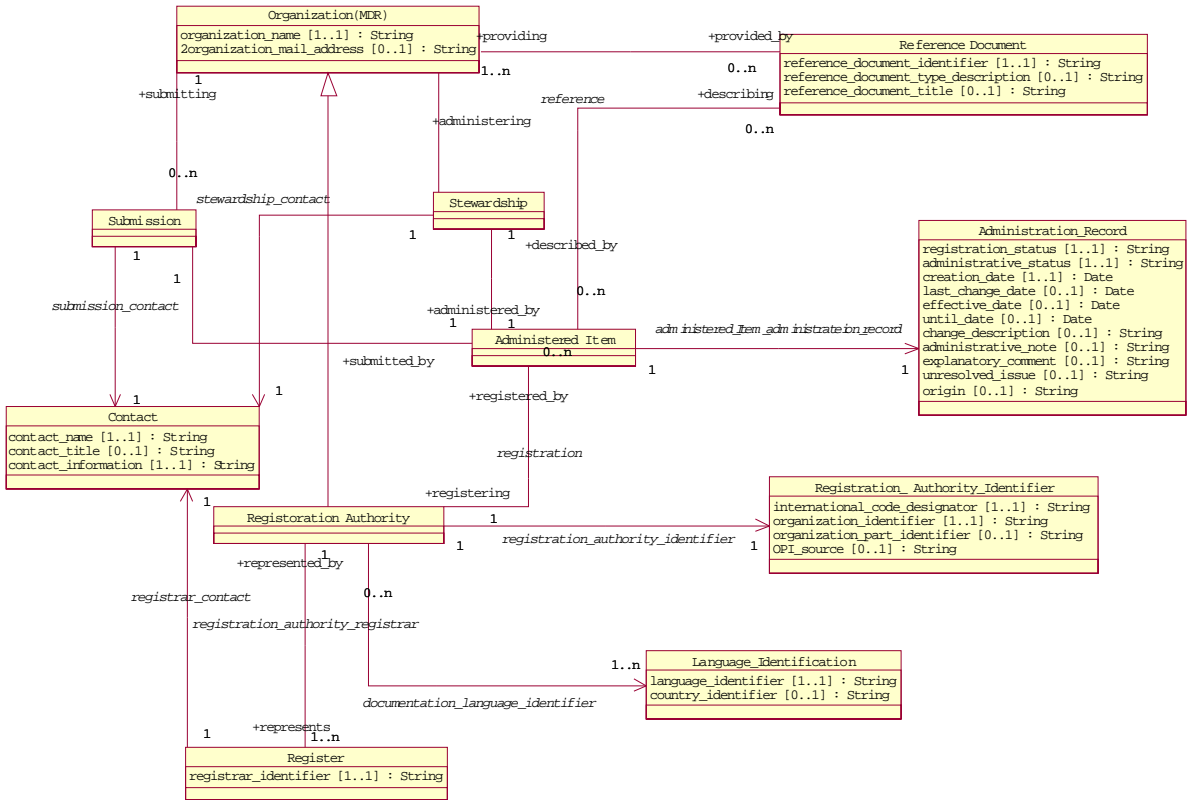 Organization(MDR)
organization_name [1..1] : String
2organization_mail_address [0..1] : String
+providing
+provided_by
1..n
0..n
Reference Document
reference_document_identifier [1..1] : String
reference_document_type_description [0..1] : String
reference_document_title [0..1] : String
1
+submitting
reference
+describing
0..n
+administering
0..n
stewardship_contact
Stewardship
Submission
1
1
+described_by
1
1
submission_contact
0..n
+administered_by
1
1
Administered Item
0..n
+submitted_by
administered_Item_administrateion_record
1
1
Administration_Record
registration_status [1..1] : String
administrative_status [1..1] : String
creation_date [1..1] : Date
last_change_date [0..1] : Date
effective_date [0..1] : Date
until_date [0..1] : Date
change_description [0..1] : String
administrative_note [0..1] : String
explanatory_comment [0..1] : String
unresolved_issue [0..1] : String
origin [0..1] : String
1
1
Contact
contact_name [1..1] : String
contact_title [0..1] : String
contact_information [1..1] : String
+registered_by
registration
+registering
1
Registoration Authority
1
1
registration_authority_identifier
1
Registration_ Authority_Identifier
international_code_designator [1..1] : String
organization_identifier [1..1] : String
organization_part_identifier [0..1] : String
OPI_source [0..1] : String
1
+represented_by
0..n
registrar_contact
registration_authority_registrar
1..n
Language_Identification
language_identifier [1..1] : String
country_identifier [0..1] : String
documentation_language_identifier
+represents
1
1..n
Register
registrar_identifier [1..1] : String